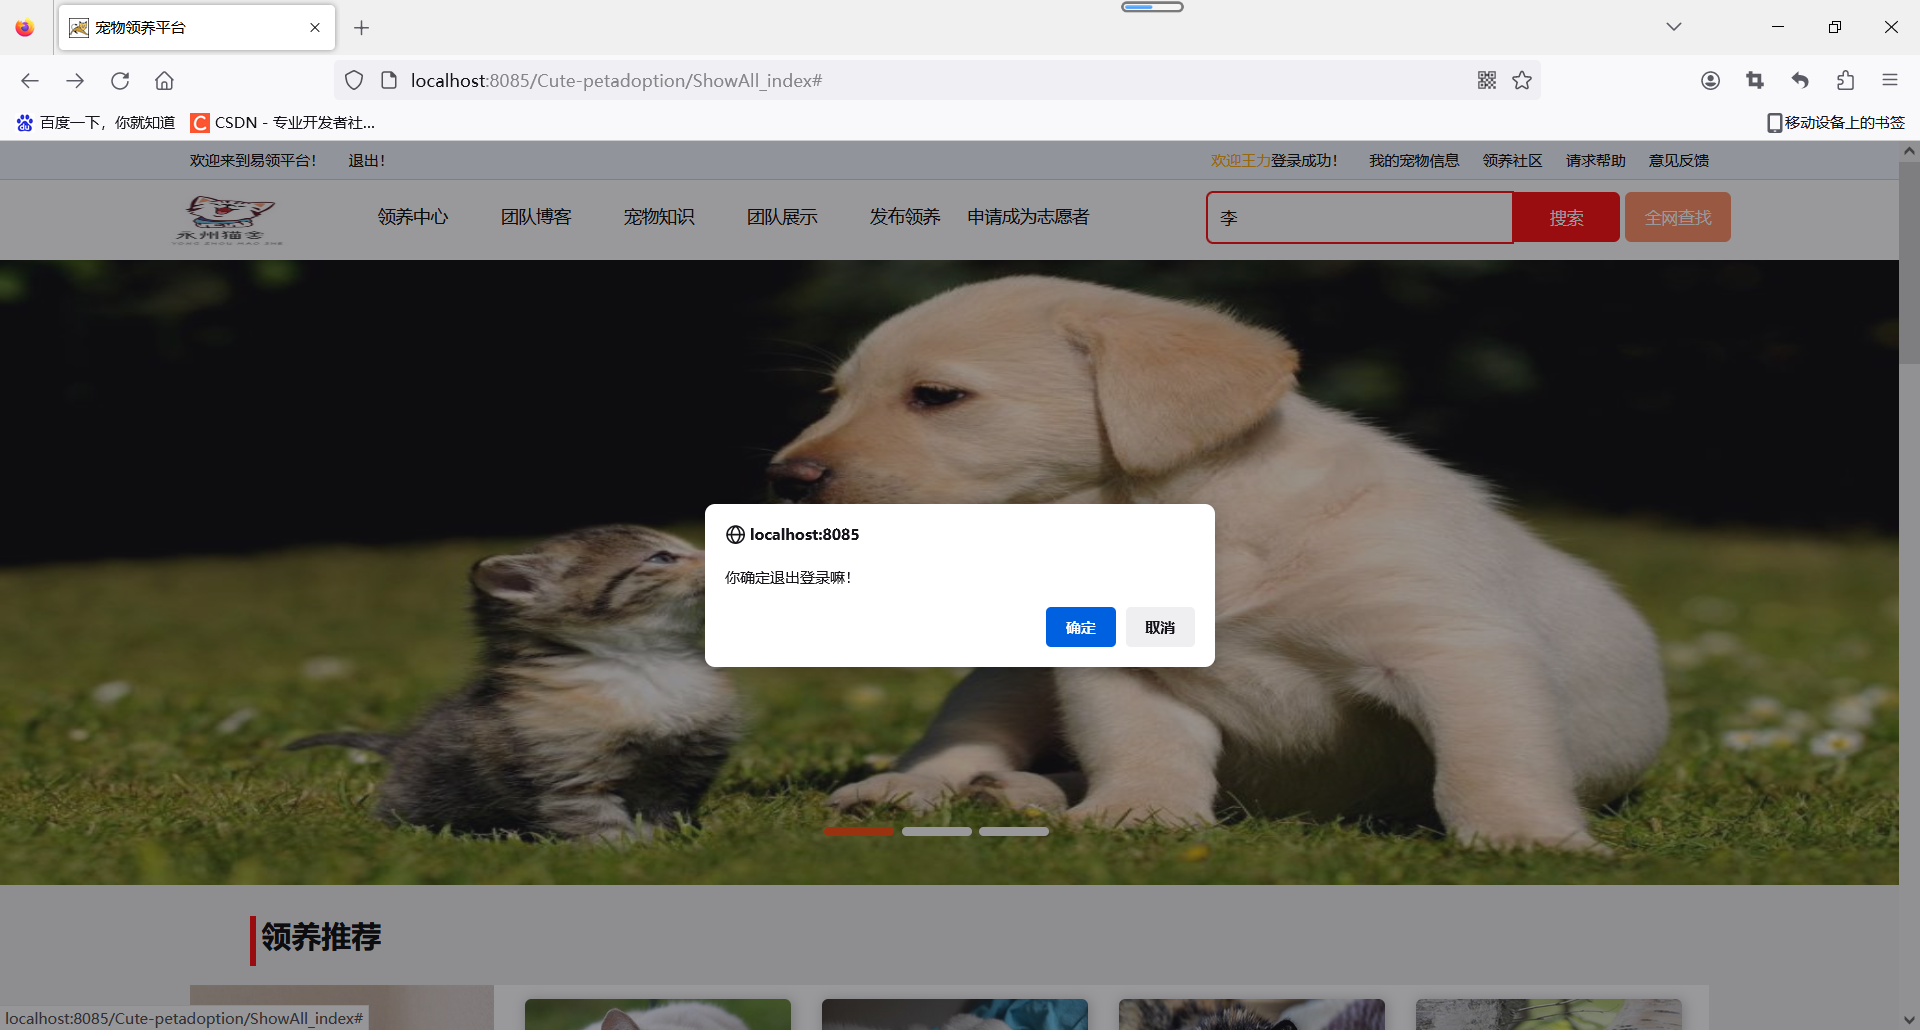 宠物领养平台
localhost:8085/Cute-petadoption/ShowAll_index#
百度一下，你就知道
CSDN - 专业开发者社...
移动设备上的书签
欢迎来到易领平台！
退出！
欢迎王力登录成功！
我的宠物信息
领养社区
请求帮助
意见反馈
永州猫舍
领养中心
团队博客
宠物知识
团队展示
发布领养
申请成为志愿者
李
搜索
全网查找
localhost:8085
你确定退出登录嘛！
确定
取消
领养推荐
localhost:8085/Cute-petadoption/ShowAll_index#